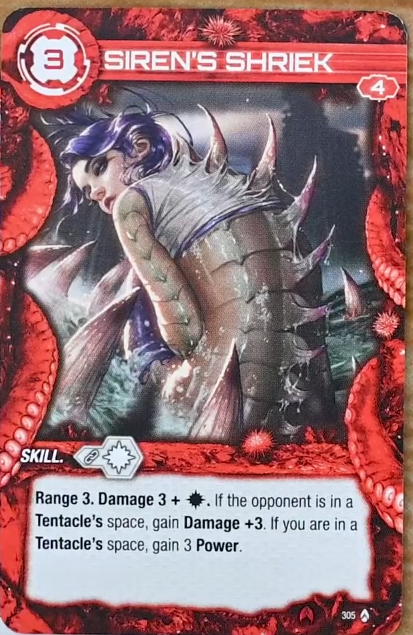 3
SIREN'S SHRIEK
4
SKILL.
Range 3. Damage 3 + . If the opponent is in a
Tentacle's space, gain Damage +3. If you are in a
Tentacle's space, gain 3 Power.
305